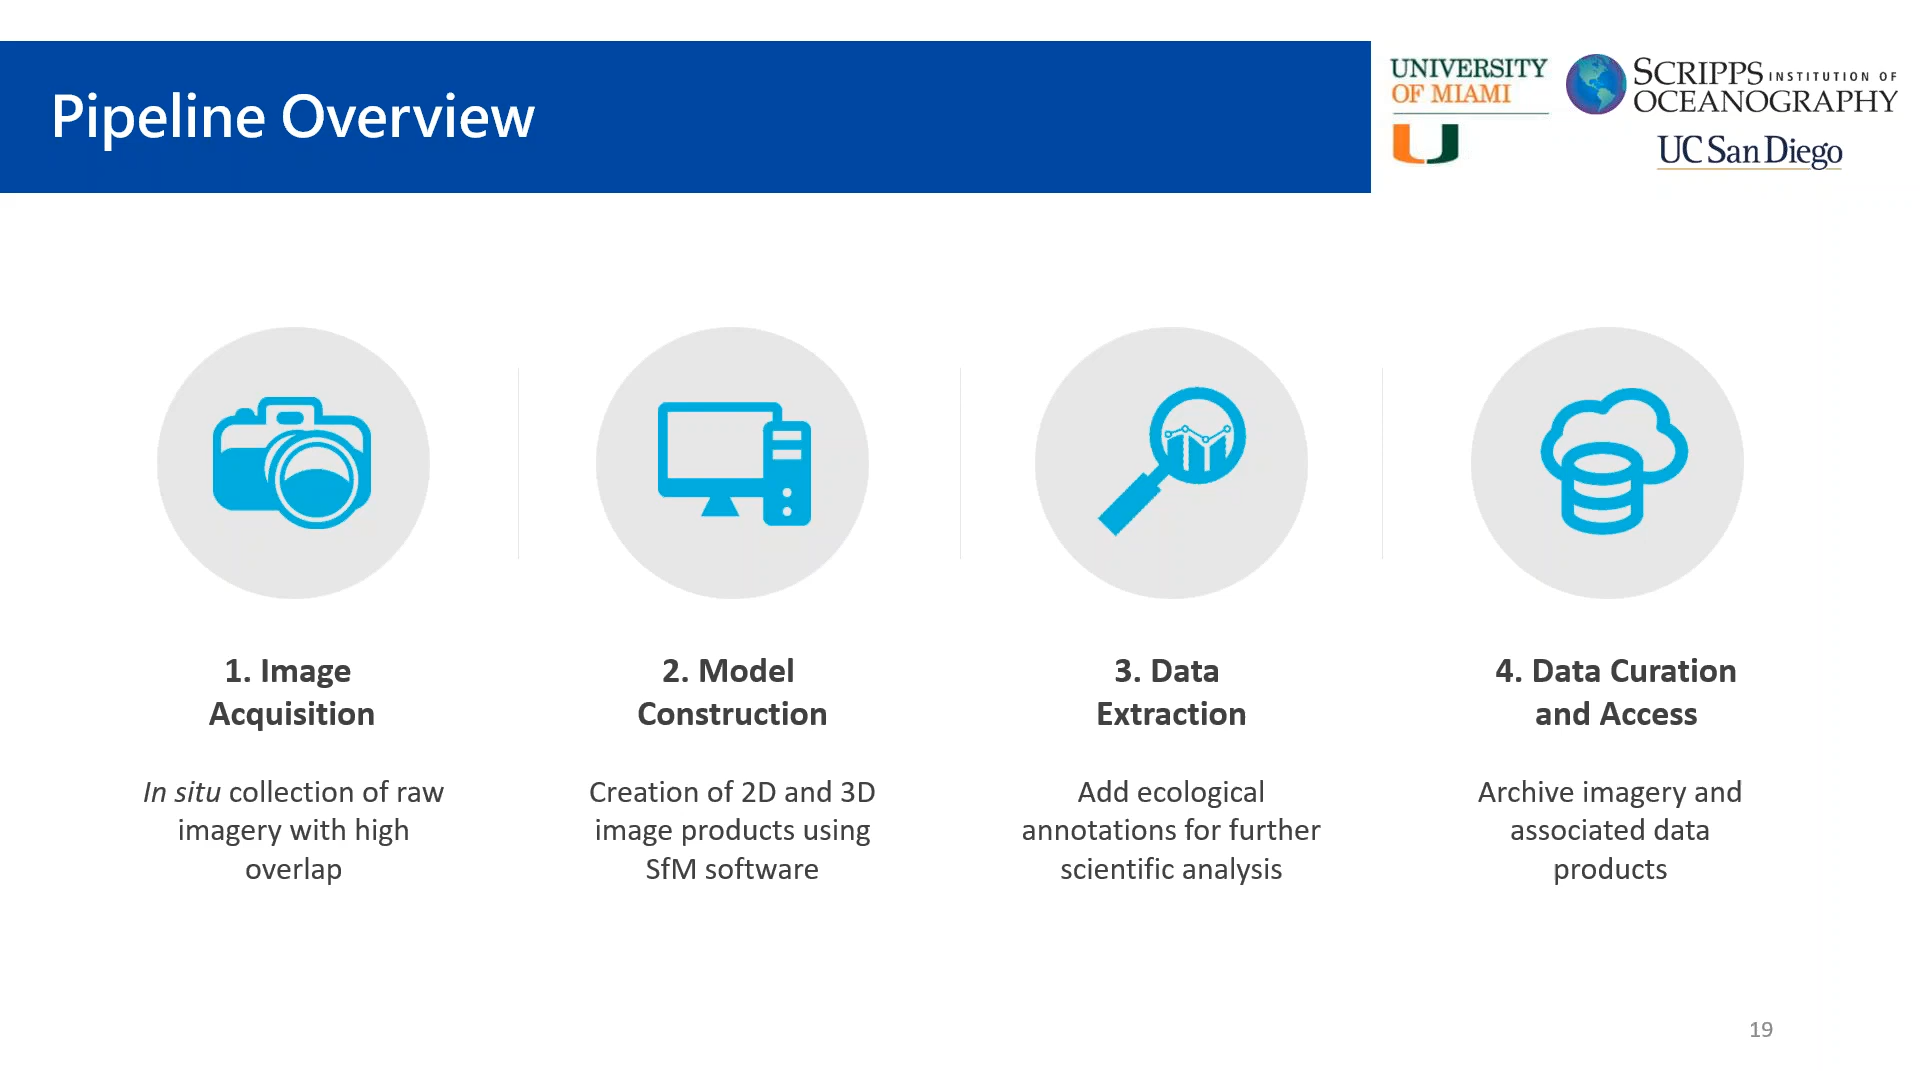 Pipeline Overview
UNIVERSITY
OF MIAMI
SCRIPPS INSTITUTION OF
OCEANOGRAPHY
UC San Diego
1. Image
Acquisition
In situ collection of raw
imagery with high
overlap
2. Model
Construction
Creation of 2D and 3D
image products using
SfM software
3. Data
Extraction
Add ecological
annotations for further
scientific analysis
4. Data Curation
and Access
Archive imagery and
associated data
products
19